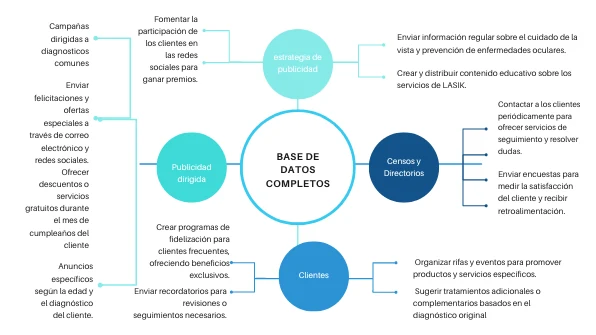 Campañas
dirigidas a
diagnosticos
comunes
Enviar
felicitaciones y
ofertas
especiales a
través de correo
electrónico y
redes sociales.
Ofrecer
descuentos o
servicios
gratuitos durante
el mes de
cumpleaños del
cliente
Anuncios
específicos
según la edad y
el diagnóstico
del cliente.
Publicidad
dirigida
Fomentar la
participación de
los clientes en
las redes
sociales para
ganar premios.
estrategia de
publicidad
Enviar información regular sobre el cuidado de la
vista y prevención de enfermedades oculares.
Crear y distribuir contenido educativo sobre los
servicios de LASIK.
BASE DE
DATOS
COMPLETOS
Censos y
Directorios
Contactar a los clientes
periódicamente para
ofrecer servicios de
seguimiento y resolver
dudas.
Enviar encuestas para
medir la satisfacción
del cliente y recibir
retroalimentación.
Crear programas de
fidelización para
clientes frecuentes,
ofreciendo beneficios
exclusivos.
Enviar recordatorios para
revisiones o
seguimientos necesarios.
Clientes
Organizar rifas y eventos para promover
productos y servicios específicos.
Sugerir tratamientos adicionales o
complementarios basados en el
diagnóstico original